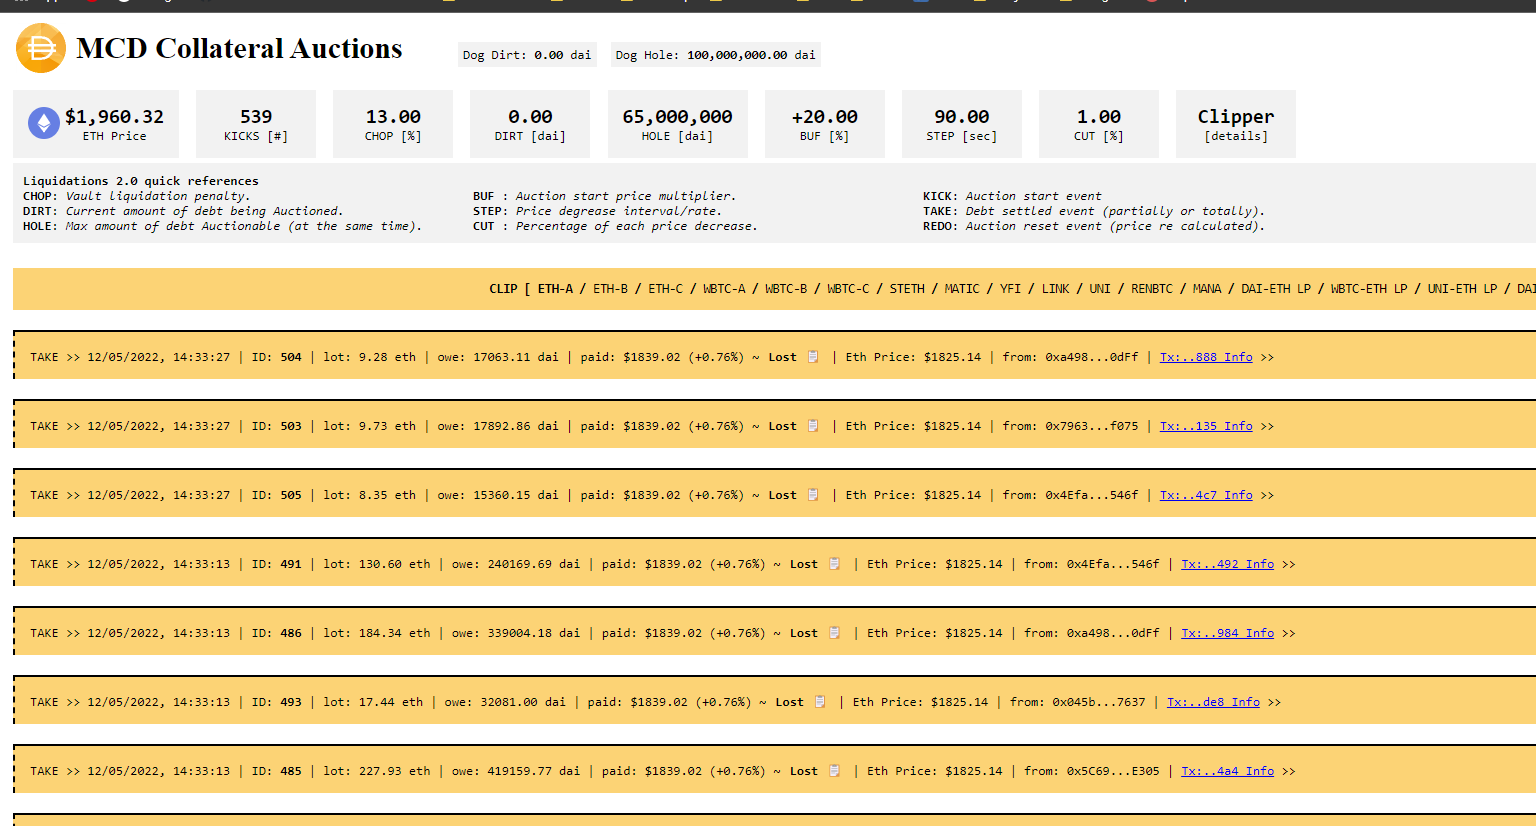 MCD Collateral Auctions
Dog Dirt: 0.00 dai
Dog Hole: 100,000,000.00 dai
$1,960.32
ETH Price
539
KICKS [#]
13.00
CHOP [%]
0.00
DIRT [dai]
65,000,000
HOLE [dai]
+20.00
BUF [%]
90.00
STEP [sec]
1.00
CUT [%]
Clipper
[details]
Liquidations 2.0 quick references
CHOP: Vault liquidation penalty.
DIRT: Current amount of debt being Auctioned.
HOLE: Max amount of debt Auctionable (at the same time).
BUF : Auction start price multiplier.
STEP: Price degrease interval/rate.
CUT : Percentage of each price decrease.
KICK: Auction start event
TAKE: Debt settled event (partially or totally).
REDO: Auction reset event (price re calculated).
CLIP [ ETH-A / ETH-B / ETH-C / WBTC-A / WBTC-B / WBTC-C / STETH / MATIC / YFI / LINK / UNI / RENBTC / MANA / DAI-ETH LP / WBTC-ETH LP / UNI-ETH LP / DAI
TAKE >> 12/05/2022, 14:33:27 | ID: 504 | lot: 9.28 eth | owe: 17063.11 dai | paid: $1839.02 (+0.76%) ~ Lost | Eth Price: $1825.14 | from: 0xa498...0dFf | Tx:..888 Info >>
TAKE >> 12/05/2022, 14:33:27 | ID: 503 | lot: 9.73 eth | owe: 17892.86 dai | paid: $1839.02 (+0.76%) ~ Lost | Eth Price: $1825.14 | from: 0x7963...f075 | Tx:..135 Info >>
TAKE >> 12/05/2022, 14:33:27 | ID: 505 | lot: 8.35 eth | owe: 15360.15 dai | paid: $1839.02 (+0.76%) ~ Lost | Eth Price: $1825.14 | from: 0x4Efa...546f | Tx:..4c7 Info >>
TAKE >> 12/05/2022, 14:33:13 | ID: 491 | lot: 130.60 eth | owe: 240169.69 dai | paid: $1839.02 (+0.76%) ~ Lost | Eth Price: $1825.14 | from: 0x4Efa...546f | Tx:..492 Info >>
TAKE >> 12/05/2022, 14:33:13 | ID: 486 | lot: 184.34 eth | owe: 339004.18 dai | paid: $1839.02 (+0.76%) ~ Lost | Eth Price: $1825.14 | from: 0xa498...0dFf | Tx:..984 Info >>
TAKE >> 12/05/2022, 14:33:13 | ID: 493 | lot: 17.44 eth | owe: 32081.00 dai | paid: $1839.02 (+0.76%) ~ Lost | Eth Price: $1825.14 | from: 0x045b...7637 | Tx:..de8 Info >>
TAKE >> 12/05/2022, 14:33:13 | ID: 485 | lot: 227.93 eth | owe: 419159.77 dai | paid: $1839.02 (+0.76%) ~ Lost | Eth Price: $1825.14 | from: 0x5C69...E305 | Tx:..4a4 Info >>